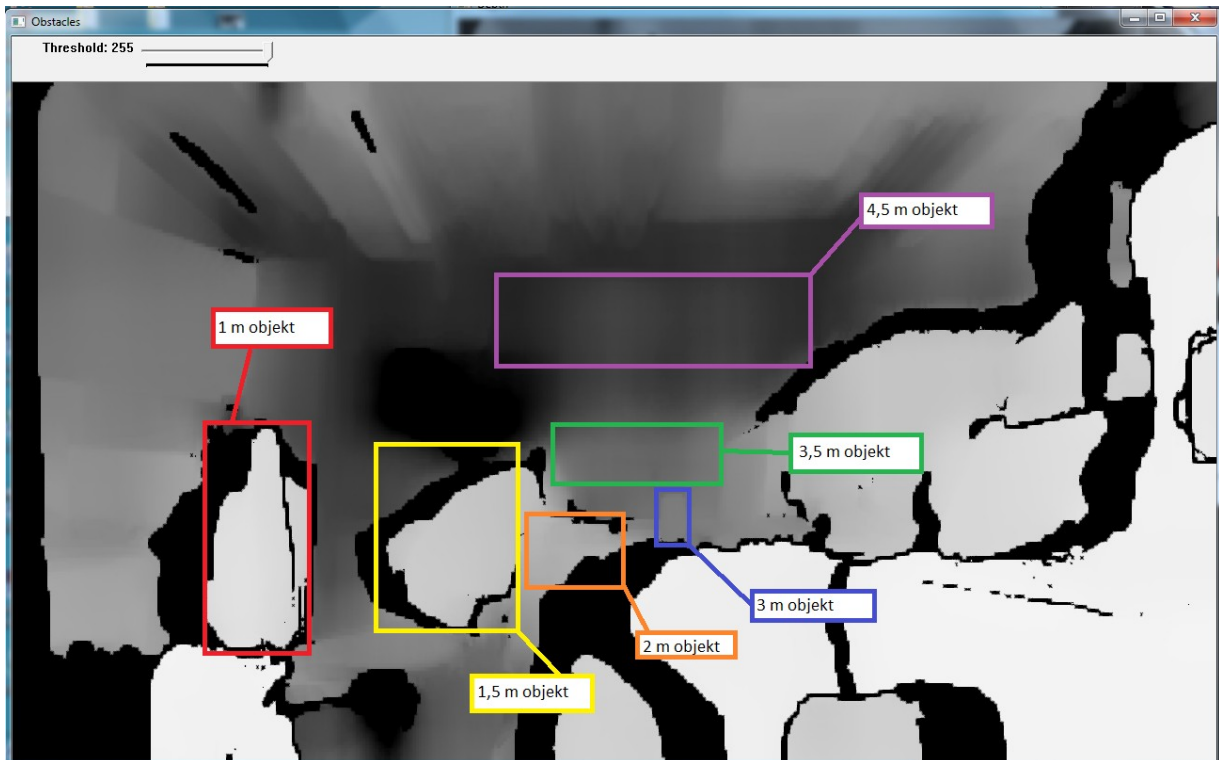 Obstacles
Threshold: 255
4,5 m objekt
1 m objekt
3,5 m objekt
3 m objekt
2 m objekt
1,5 m objekt